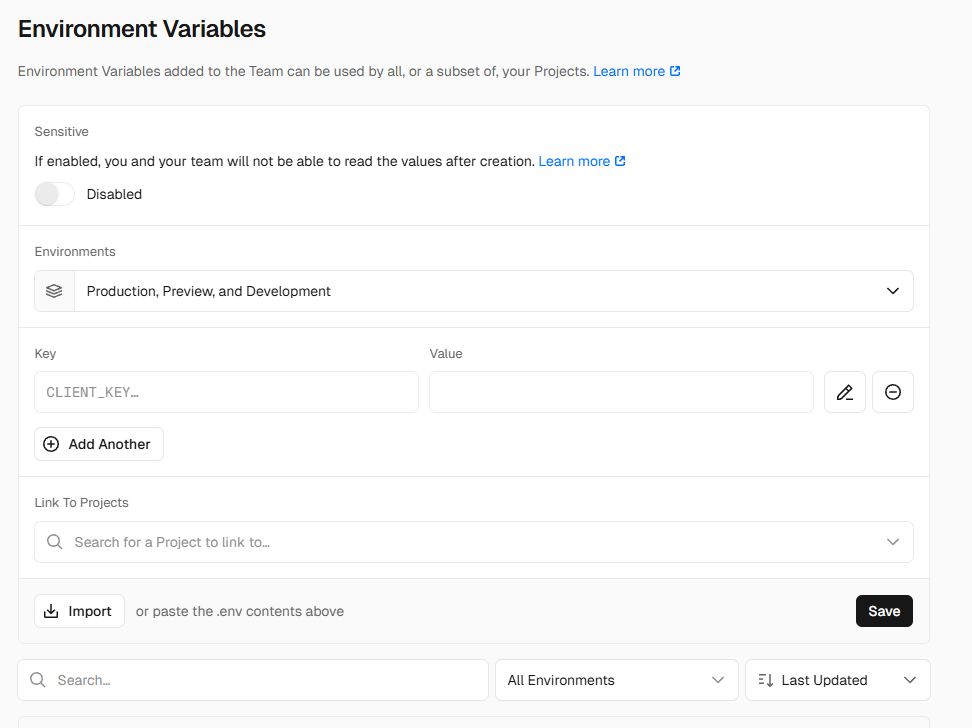 Environment Variables
Environment Variables added to the Team can be used by all, or a subset of, your Projects. Learn more
Sensitive
If enabled, you and your team will not be able to read the values after creation. Learn more
Disabled
Environments
Production, Preview, and Development
Key Value
CLIENT_KEY…
Add Another
Link To Projects
Search for a Project to link to…
Import or paste the .env contents above Save
Search… All Environments Last Updated